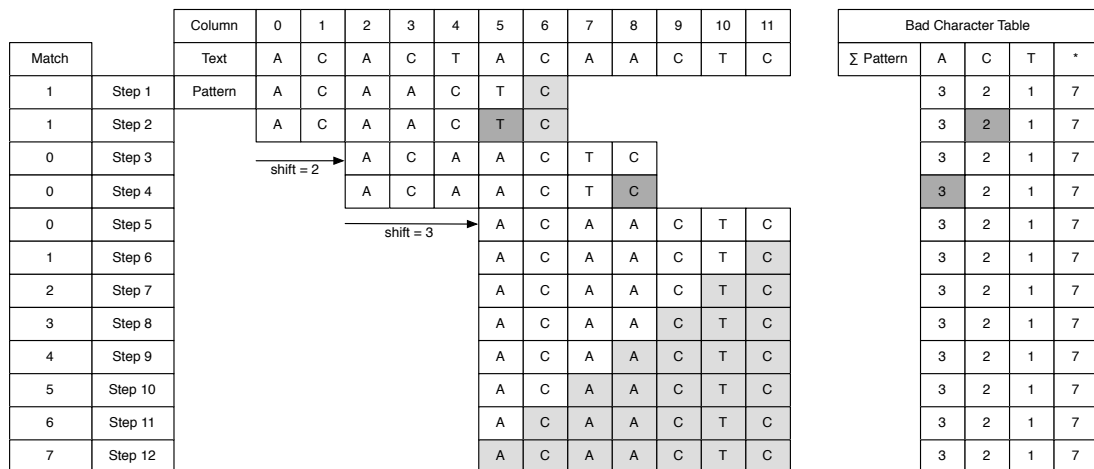 Column 0 1 2 3 4 5 6 7 8 9 10 11 Bad Character Table
Match Text A C A C T A C A A C T C Σ Pattern A C T *
1 Step 1 Pattern A C A A C T C 3 2 1 7
1 Step 2 A C A A C T C 3 2 1 7
0 Step 3 shift = 2 A C A A C T C 3 2 1 7
0 Step 4 A C A A C T C 3 2 1 7
0 Step 5 shift = 3 A C A A C T C 3 2 1 7
1 Step 6 A C A A C T C 3 2 1 7
2 Step 7 A C A A C T C 3 2 1 7
3 Step 8 A C A A C T C 3 2 1 7
4 Step 9 A C A A C T C 3 2 1 7
5 Step 10 A C A A C T C 3 2 1 7
6 Step 11 A C A A C T C 3 2 1 7
7 Step 12 A C A A C T C 3 2 1 7